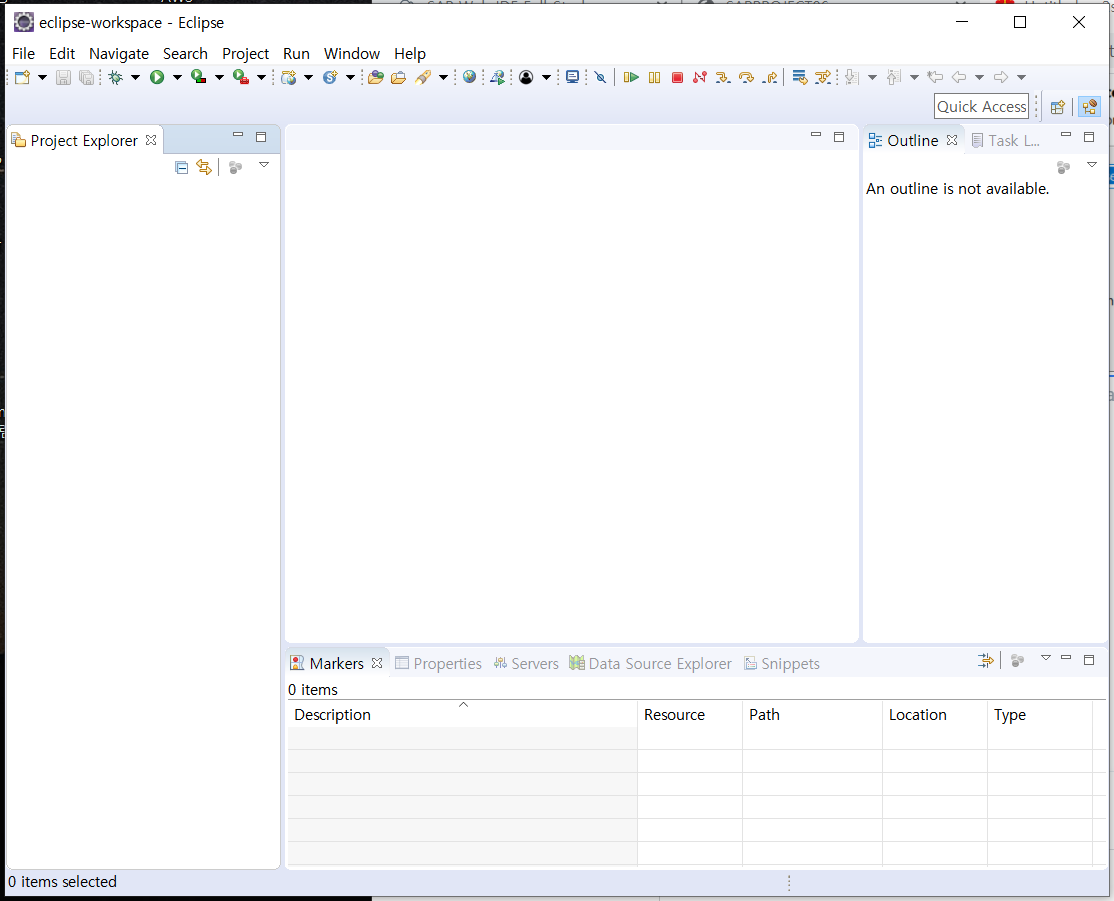 eclipse-workspace - Eclipse
File Edit Navigate Search Project Run Window Help
Quick Access
Project Explorer
Outline Task L...
An outline is not available.
Markers Properties Servers Data Source Explorer Snippets
0 items
Description Resource Path Location Type
0 items selected